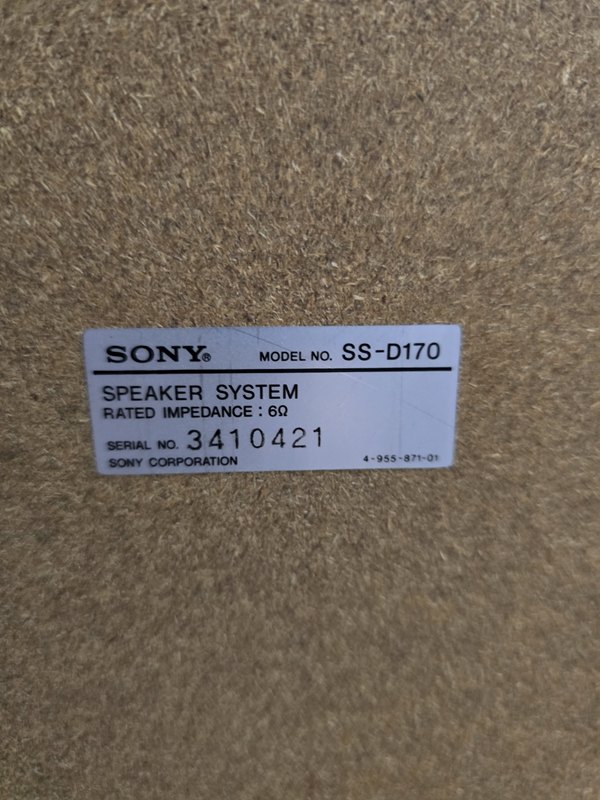 SONY® MODEL NO. SS-D170
SPEAKER SYSTEM
RATED IMPEDANCE : 6Ω
SERIAL NO. 3410421
SONY CORPORATION 4-955-871-01